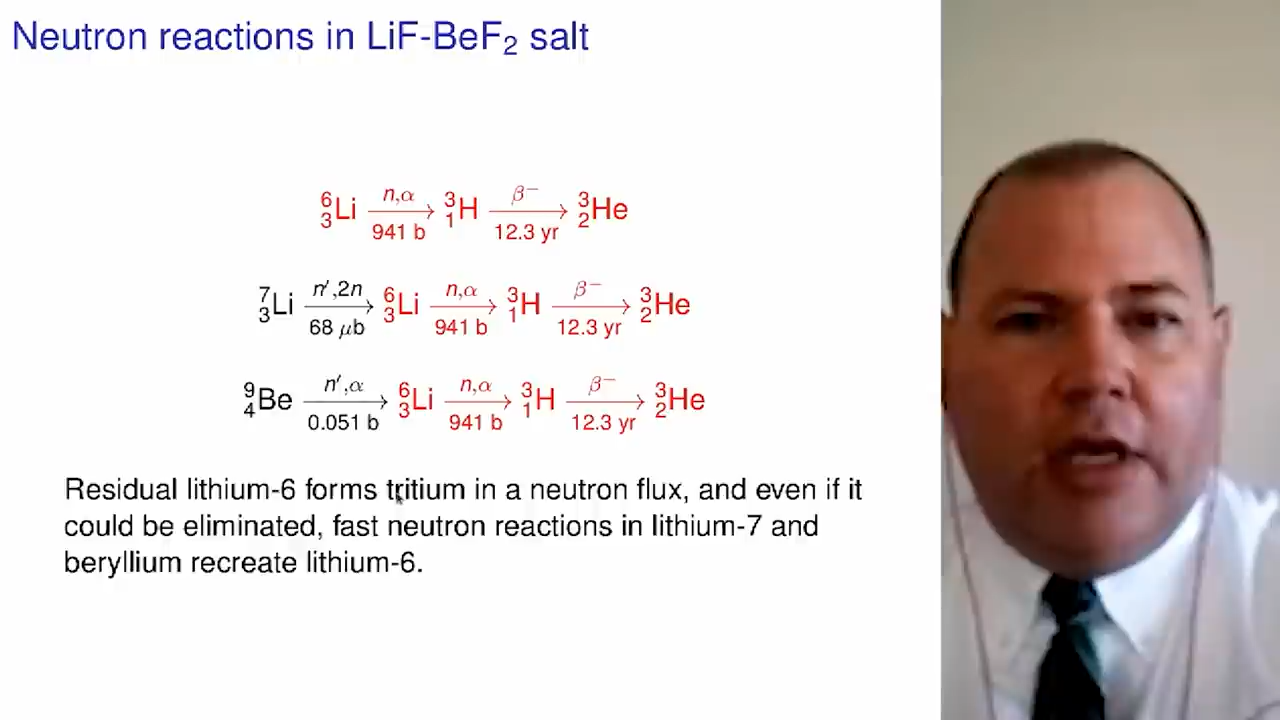 Neutron reactions in LiF-BeF₂ salt
⁶₃Li n,α 941 b → ³₁H β⁻ 12.3 yr → ³₂He
⁷₃Li n′,2n 68 μb → ⁶₃Li n,α 941 b → ³₁H β⁻ 12.3 yr → ³₂He
⁹₄Be n′,α 0.051 b → ⁶₃Li n,α 941 b → ³₁H β⁻ 12.3 yr → ³₂He
Residual lithium-6 forms tritium in a neutron flux, and even if it
could be eliminated, fast neutron reactions in lithium-7 and
beryllium recreate lithium-6.